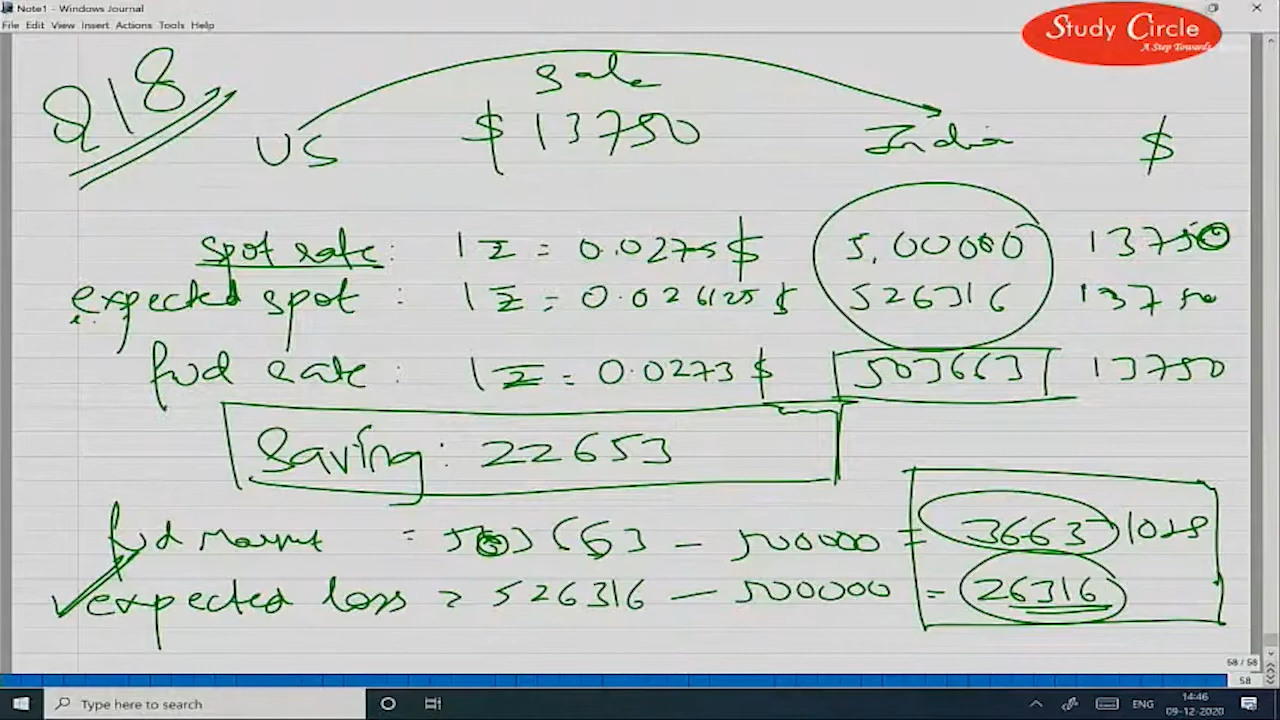 Note1 - Windows Journal
File Edit View Insert Actions Tools Help
Study Circle
A Step Towards
Q18
Sale
US $ 13750 India $
spot rate : 1 = 0.0275 $ 5,00000 13750
expected spot : 1 = 0.026125 $ 526316 13750
fwd rate : 1 = 0.0273 $ 503663 13750
Saving : 22653
fwd = 503663 - 500000 = 3663 loss
expected loss = 526316 - 500000 = 26316
58 / 58
58
Type here to search
ENG
14:46
09-12-2020